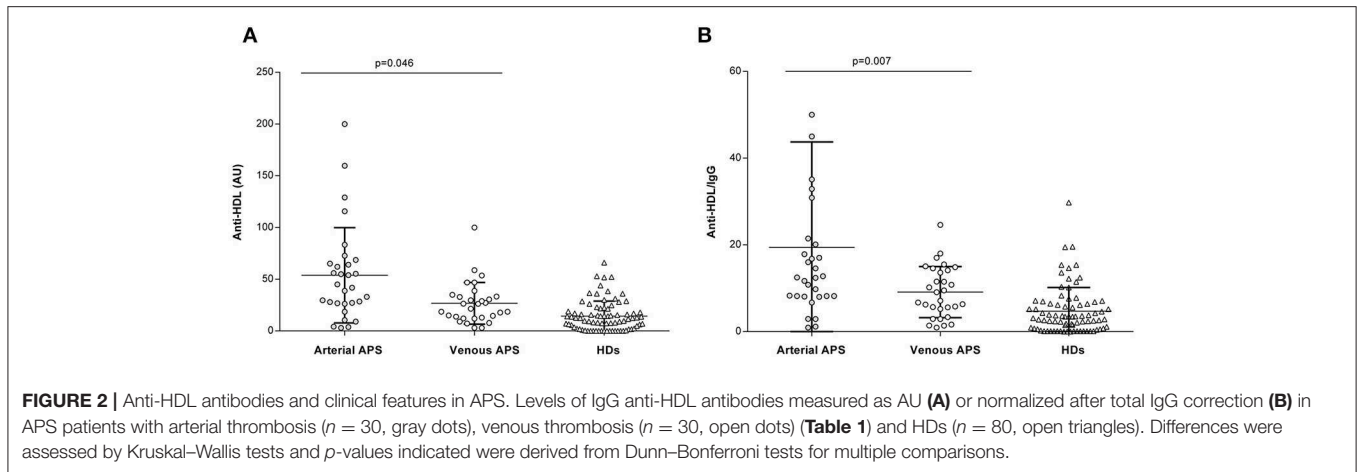 A
p=0.046
250
200
150
100
50
0
Anti-HDL (AU)
Arterial APS Venous APS HDs
B
p=0.007
60
40
20
0
Anti-HDL/IgG
Arterial APS Venous APS HDs
FIGURE 2 | Anti-HDL antibodies and clinical features in APS. Levels of IgG anti-HDL antibodies measured as AU (A) or normalized after total IgG correction (B) in
APS patients with arterial thrombosis (n = 30, gray dots), venous thrombosis (n = 30, open dots) (Table 1) and HDs (n = 80, open triangles). Differences were
assessed by Kruskal–Wallis tests and p-values indicated were derived from Dunn–Bonferroni tests for multiple comparisons.